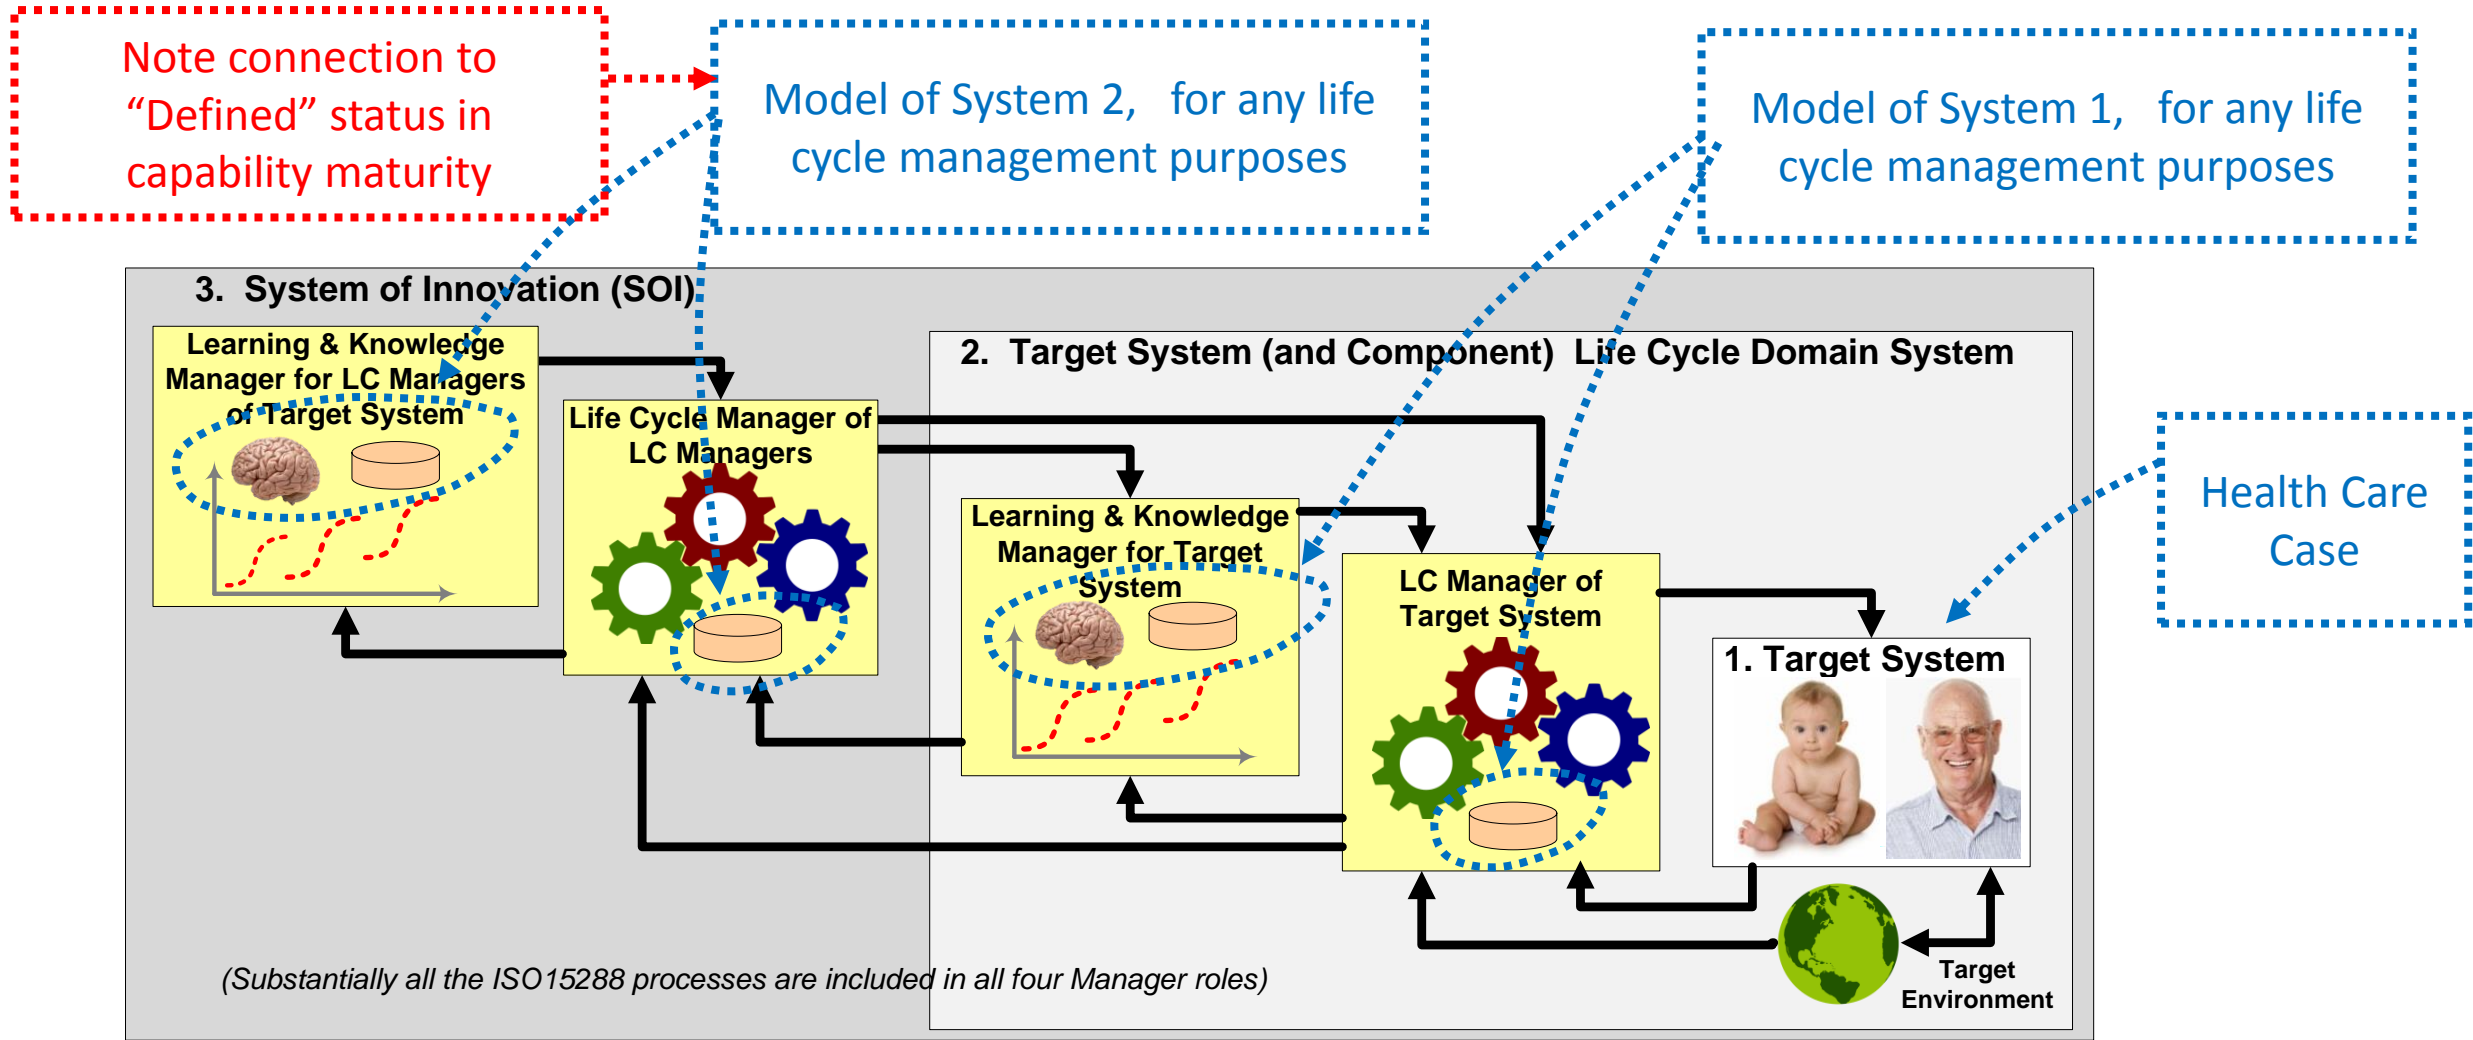 Note connection to
“Defined” status in
capability maturity
Model of System 2,   for any life
cycle management purposes
Model of System 1,   for any life
cycle management purposes
3.  System of Innovation (SOI)
Learning & Knowledge
Manager for LC Managers
of Target System
Life Cycle Manager of
LC Managers
2.  Target System (and Component)  Life Cycle Domain System
Learning & Knowledge
Manager for Target
System
LC Manager of
Target System
Health Care
Case
1. Target System
Target
Environment
(Substantially all the ISO15288 processes are included in all four Manager roles)